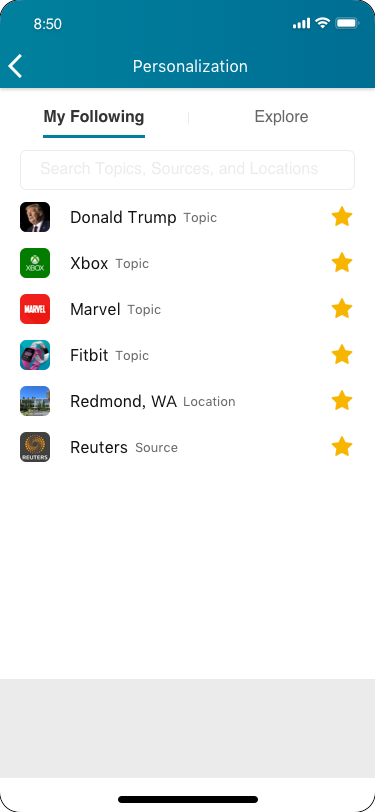 8:50
Personalization
My Following
Explore
Search Topics, Sources, and Locations
Donald Trump Topic
XBOX
Xbox Topic
MARVEL
Marvel Topic
Fitbit Topic
Redmond, WA Location
REUTERS
Reuters Source